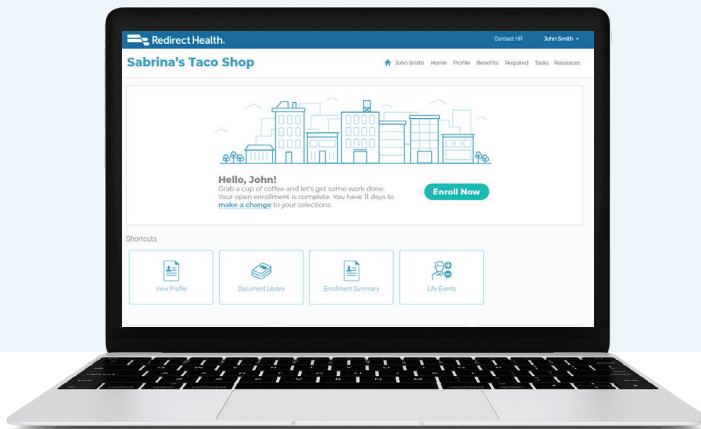 Redirect Health.
Contact HR John Smith
Sabrina's Taco Shop
John Smith Home Profile Benefits Required Tasks Resources
Hello, John!
Grab a cup of coffee and let's get some work done.
Your open enrollment is complete. You have 11 days to
make a change to your selections.
Enroll Now
Shortcuts
View Profile Document Library Enrollment Summary Life Events